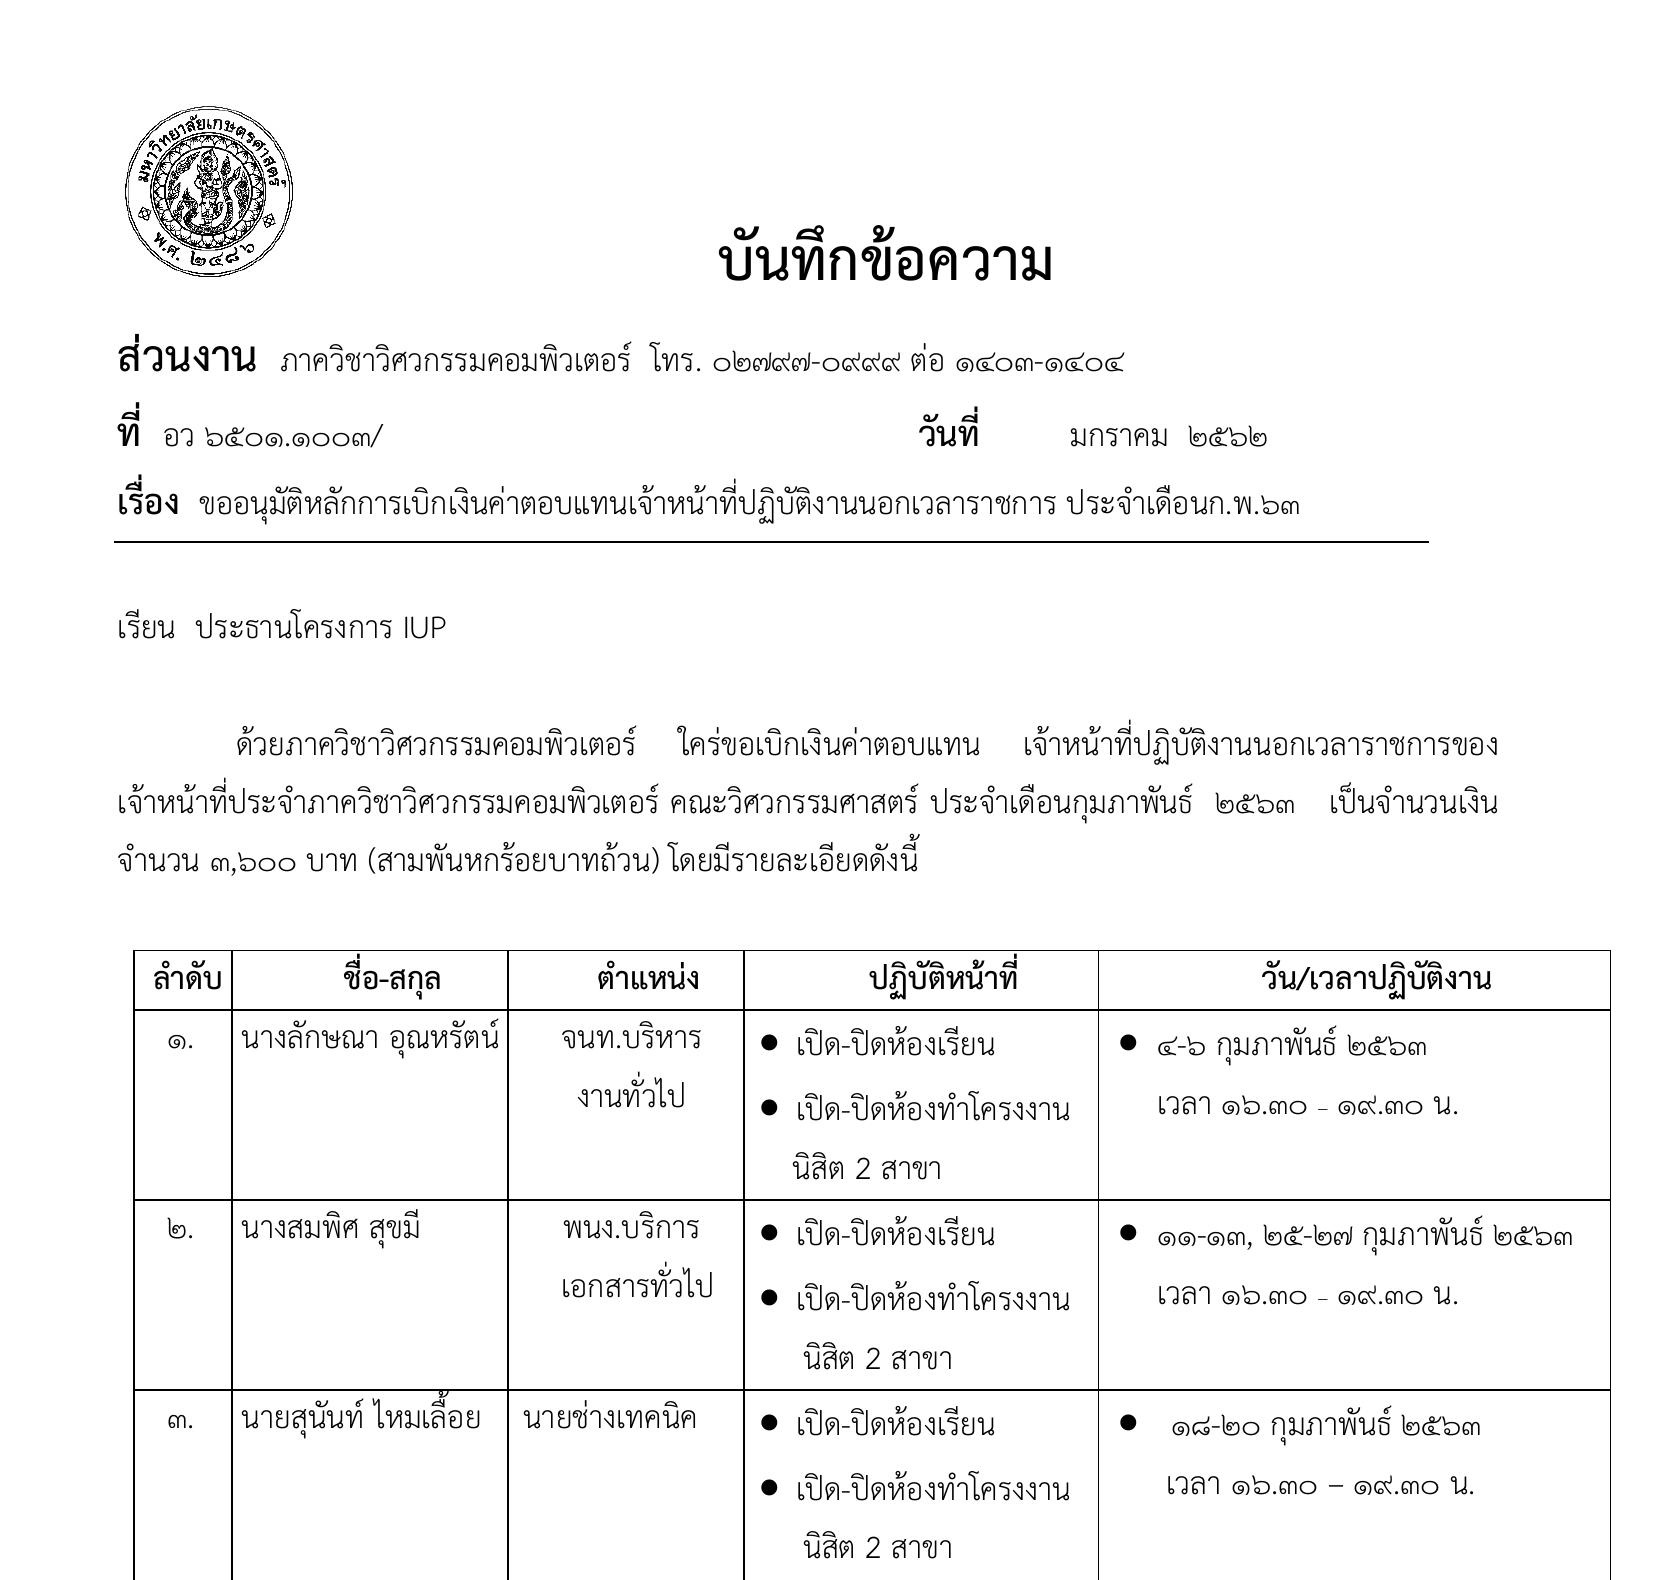 มหาวิทยาลัยเกษตรศาสตร์
พ.ศ. ๒๔๘๖
บันทึกข้อความ
ส่วนงาน ภาควิชาวิศวกรรมคอมพิวเตอร์ โทร. ๐๒๗๙๗-๐๙๙๙ ต่อ ๑๔๐๓-๑๔๐๔
ที่ อว ๖๕๐๑.๑๐๐๓/ วันที่ มกราคม ๒๕๖๒
เรื่อง ขออนุมัติหลักการเบิกเงินค่าตอบแทนเจ้าหน้าที่ปฏิบัติงานนอกเวลาราชการ ประจำเดือนก.พ.๖๓
เรียน ประธานโครงการ IUP
ด้วยภาควิชาวิศวกรรมคอมพิวเตอร์ ใคร่ขอเบิกเงินค่าตอบแทน เจ้าหน้าที่ปฏิบัติงานนอกเวลาราชการของ
เจ้าหน้าที่ประจำภาควิชาวิศวกรรมคอมพิวเตอร์ คณะวิศวกรรมศาสตร์ ประจำเดือนกุมภาพันธ์ ๒๕๖๓ เป็นจำนวนเงิน
จำนวน ๓,๖๐๐ บาท (สามพันหกร้อยบาทถ้วน) โดยมีรายละเอียดดังนี้
ลำดับ ชื่อ-สกุล ตำแหน่ง ปฏิบัติหน้าที่ วัน/เวลาปฏิบัติงาน
๑. นางลักษณา อุณหรัตน์ จนท.บริหาร ● เปิด-ปิดห้องเรียน ● ๔-๖ กุมภาพันธ์ ๒๕๖๓
งานทั่วไป ● เปิด-ปิดห้องทำโครงงาน เวลา ๑๖.๓๐ - ๑๙.๓๐ น.
นิสิต 2 สาขา
๒. นางสมพิศ สุขมี พนง.บริการ ● เปิด-ปิดห้องเรียน ● ๑๑-๑๓, ๒๕-๒๗ กุมภาพันธ์ ๒๕๖๓
เอกสารทั่วไป ● เปิด-ปิดห้องทำโครงงาน เวลา ๑๖.๓๐ - ๑๙.๓๐ น.
นิสิต 2 สาขา
๓. นายสุนันท์ ไหมเลื้อย นายช่างเทคนิค ● เปิด-ปิดห้องเรียน ● ๑๘-๒๐ กุมภาพันธ์ ๒๕๖๓
● เปิด-ปิดห้องทำโครงงาน เวลา ๑๖.๓๐ – ๑๙.๓๐ น.
นิสิต 2 สาขา